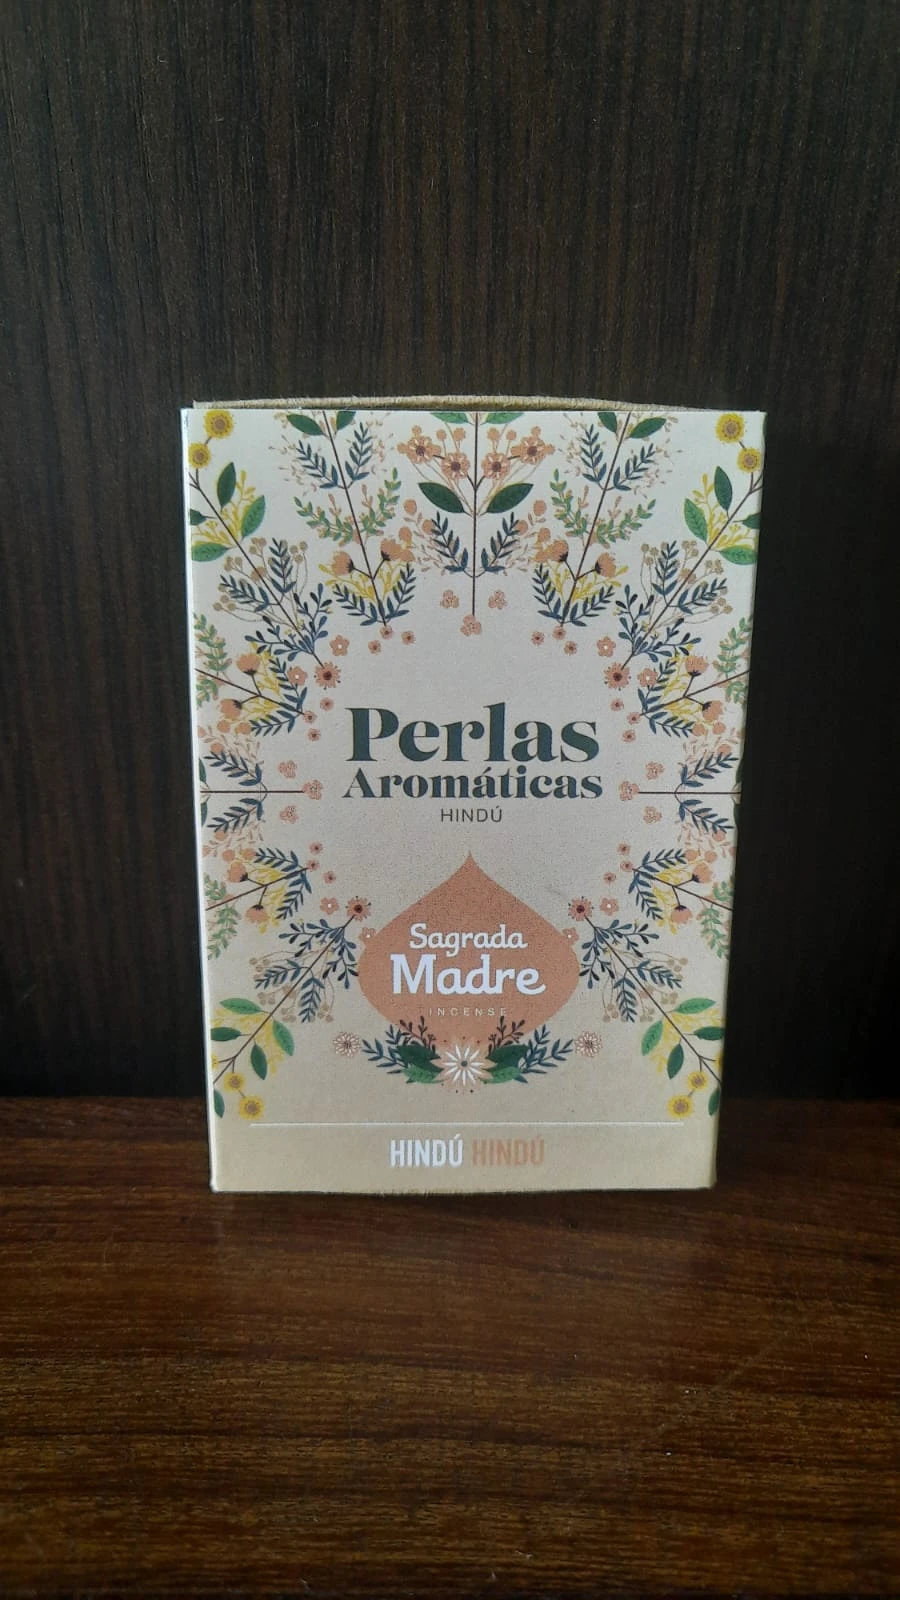 Perlas
Aromáticas
HINDÚ
Sagrada
Madre
INCENSE
HINDÚ HINDÚ